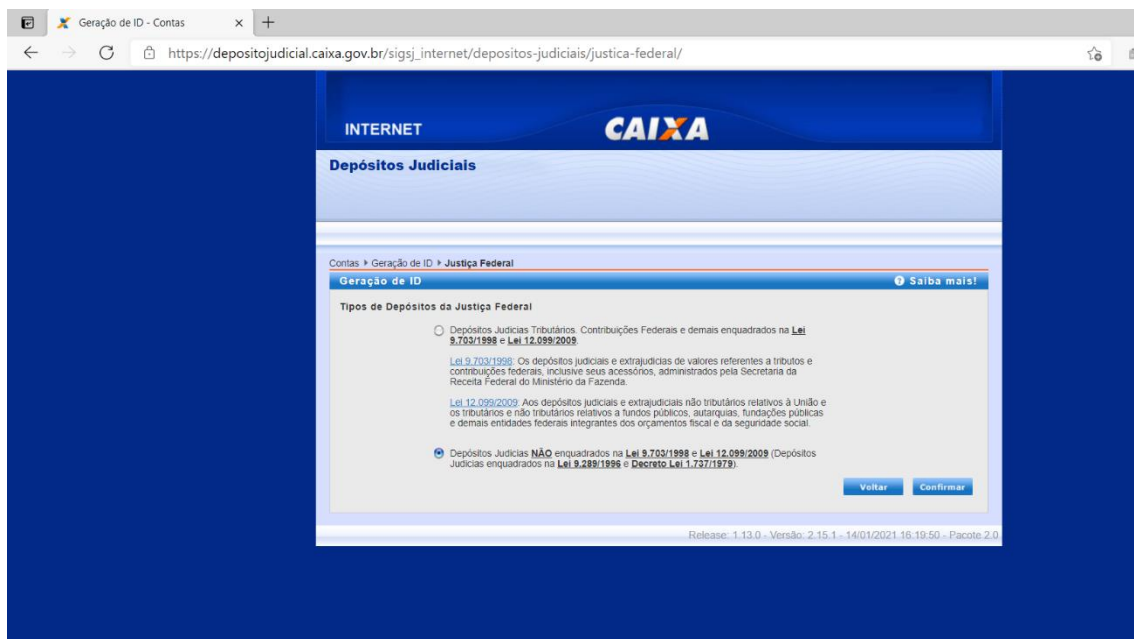 Geração de ID - Contas
https://depositojudicial.caixa.gov.br/sigsj_internet/depositos-judiciais/justica-federal/
INTERNET
CAIXA
Depósitos Judiciais
Contas ▸ Geração de ID ▸ Justiça Federal
Geração de ID
Saiba mais!
Tipos de Depósitos da Justiça Federal
Depósitos Judicias Tributários. Contribuições Federais e demais enquadrados na Lei
9.703/1998 e Lei 12.099/2009.
Lei 9.703/1998: Os depósitos judiciais e extrajudicias de valores referentes a tributos e
contribuições federais, inclusive seus acessórios, administrados pela Secretaria da
Receita Federal do Ministério da Fazenda.
Lei 12.099/2009: Aos depósitos judiciais e extrajudiciais não tributários relativos à União e
os tributários e não tributários relativos a fundos públicos, autarquias, fundações públicas
e demais entidades federais integrantes dos orçamentos fiscal e da seguridade social.
Depósitos Judicias NÃO enquadrados na Lei 9.703/1998 e Lei 12.099/2009 (Depósitos
Judicias enquadrados na Lei 9.289/1996 e Decreto Lei 1.737/1979).
Voltar
Confirmar
Release: 1.13.0 - Versão: 2.15.1 - 14/01/2021 16:19:50 - Pacote 2.0